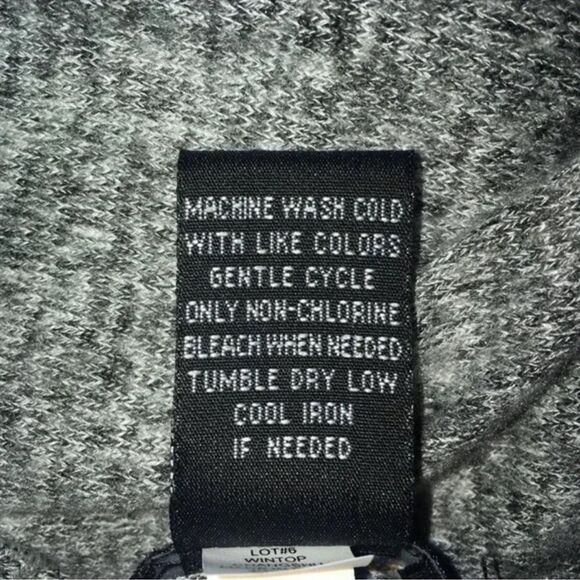 MACHINE WASH COLD
WITH LIKE COLORS
GENTLE CYCLE
ONLY NON-CHLORINE
BLEACH WHEN NEEDED
TUMBLE DRY LOW
COOL IRON
IF NEEDED
LOT#6
WINTOP